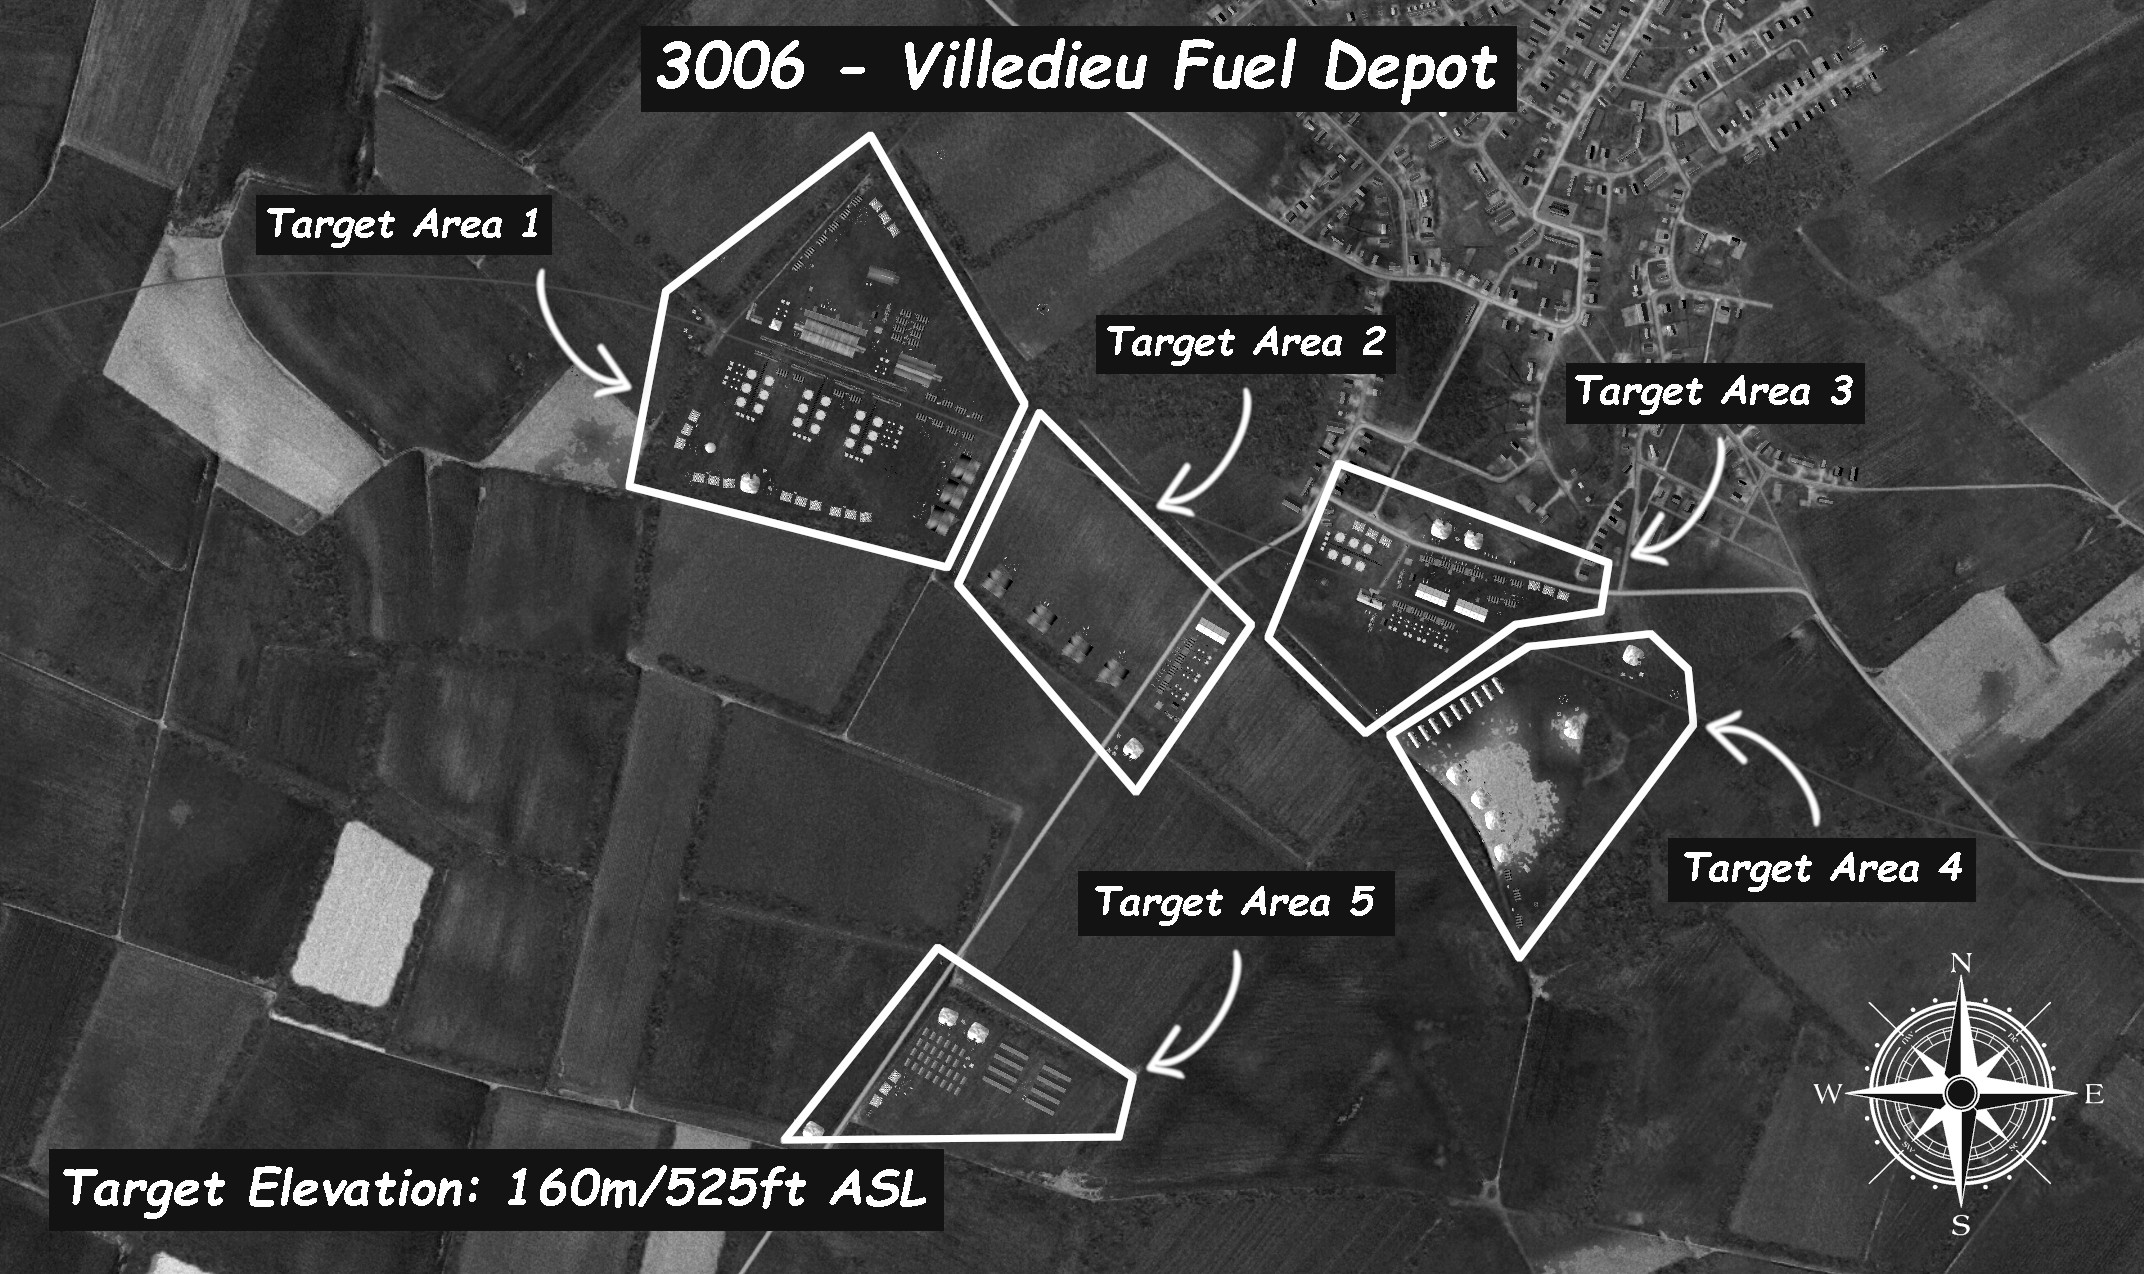 3006 - Villedieu Fuel Depot
Target Area 1
Target Area 2
Target Area 3
Target Area 4
Target Area 5
N
W
E
S
Target Elevation: 160m/525ft ASL